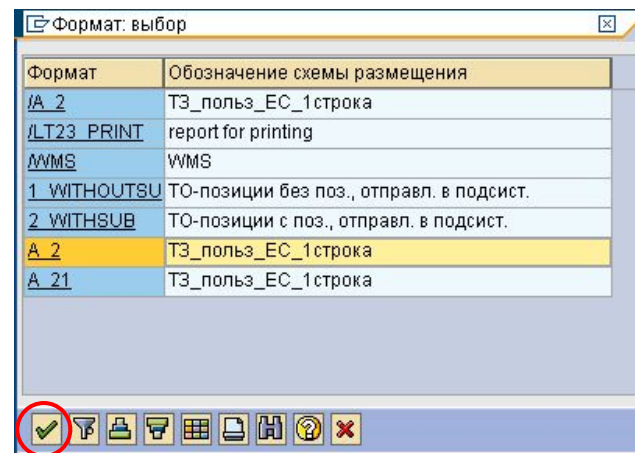 Формат: выбор
Формат Обозначение схемы размещения
/A_2 ТЗ_польз_ЕС_1строка
/LT23_PRINT report for printing
/WMS WMS
1_WITHOUTSU ТО-позиции без поз., отправл. в подсист.
2_WITHSUB ТО-позиции с поз., отправл. в подсист.
A_2 ТЗ_польз_ЕС_1строка
A_21 ТЗ_польз_ЕС_1строка